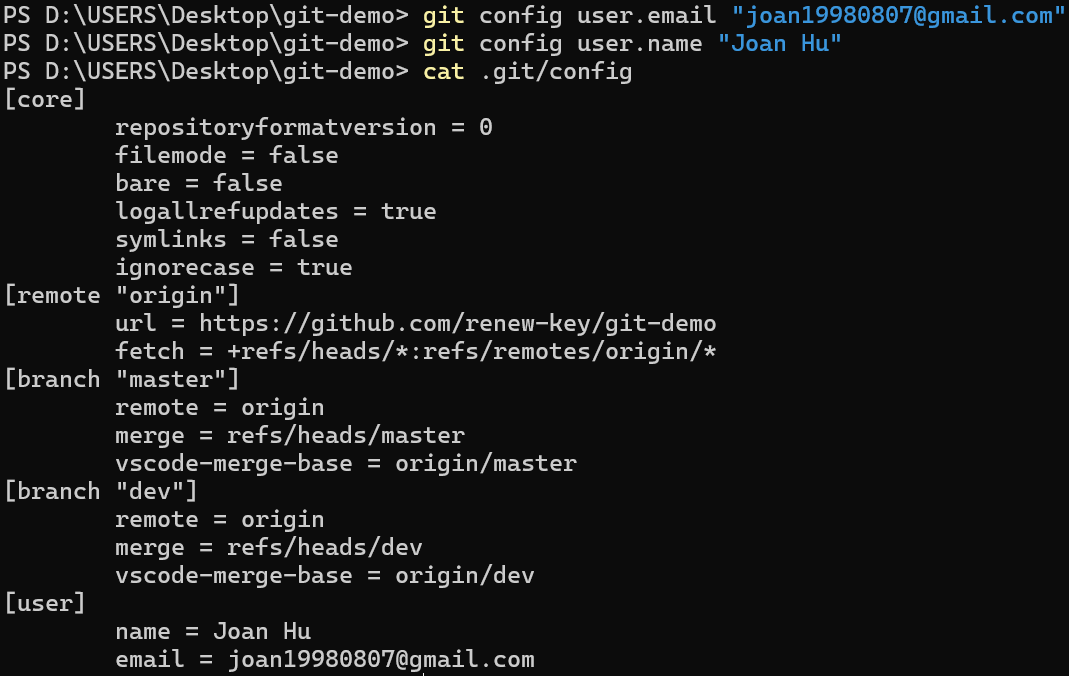 PS D:\USERS\Desktop\git-demo> git config user.email "joan19980807@gmail.com"
PS D:\USERS\Desktop\git-demo> git config user.name "Joan Hu"
PS D:\USERS\Desktop\git-demo> cat .git/config
[core]
        repositoryformatversion = 0
        filemode = false
        bare = false
        logallrefupdates = true
        symlinks = false
        ignorecase = true
[remote "origin"]
        url = https://github.com/renew-key/git-demo
        fetch = +refs/heads/*:refs/remotes/origin/*
[branch "master"]
        remote = origin
        merge = refs/heads/master
        vscode-merge-base = origin/master
[branch "dev"]
        remote = origin
        merge = refs/heads/dev
        vscode-merge-base = origin/dev
[user]
        name = Joan Hu
        email = joan19980807@gmail.com